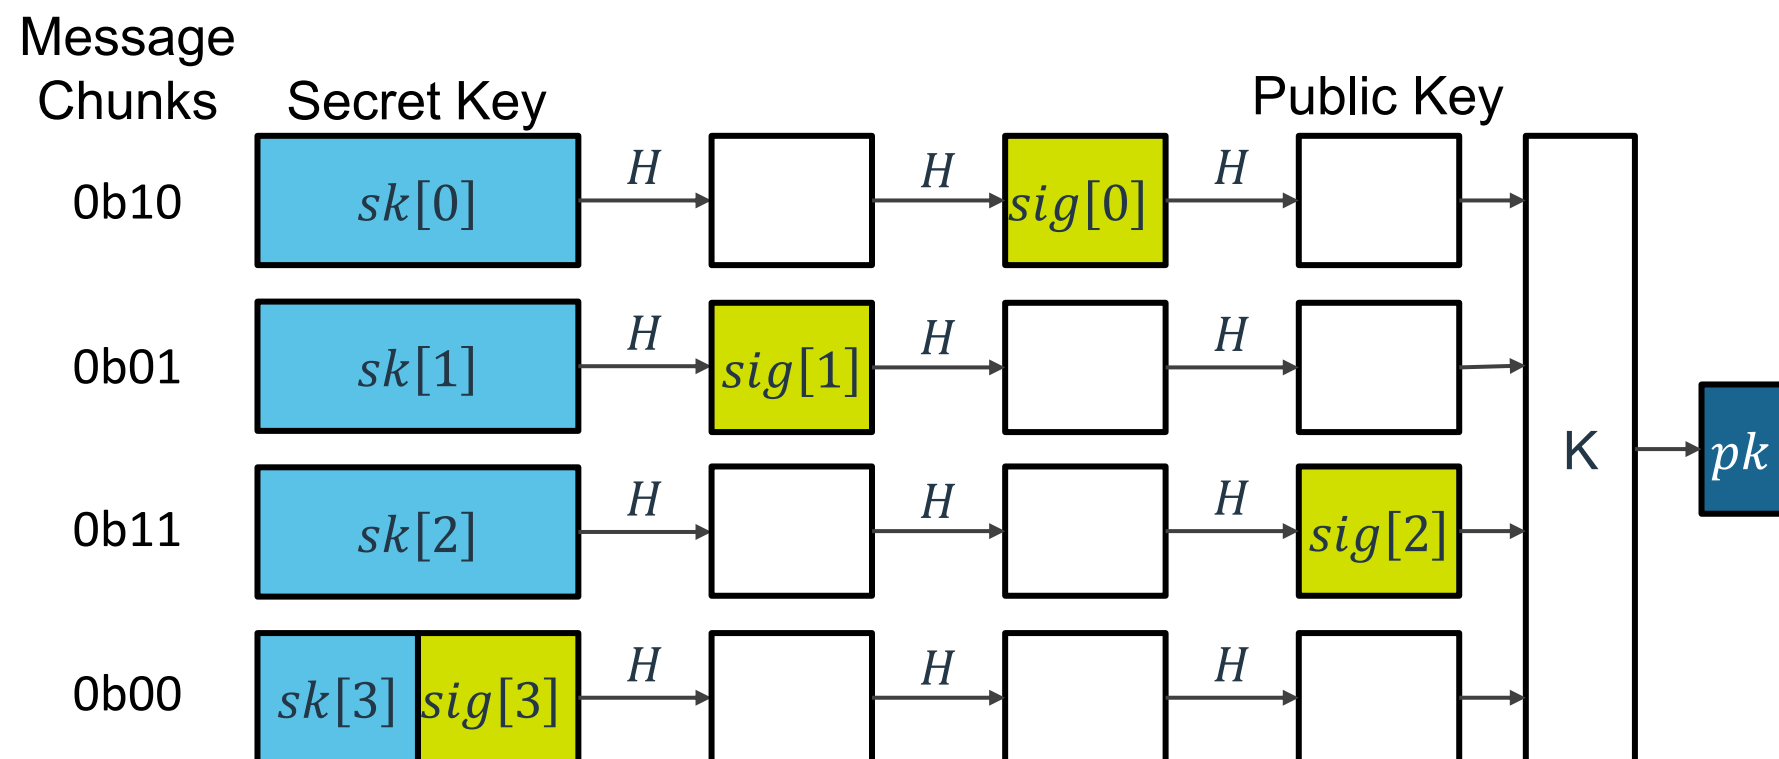 Message
Chunks Secret Key Public Key
0b10 sk[0] H H sig[0] H
0b01 sk[1] H sig[1] H H
K pk
0b11 sk[2] H H H sig[2]
0b00 sk[3] sig[3] H H H